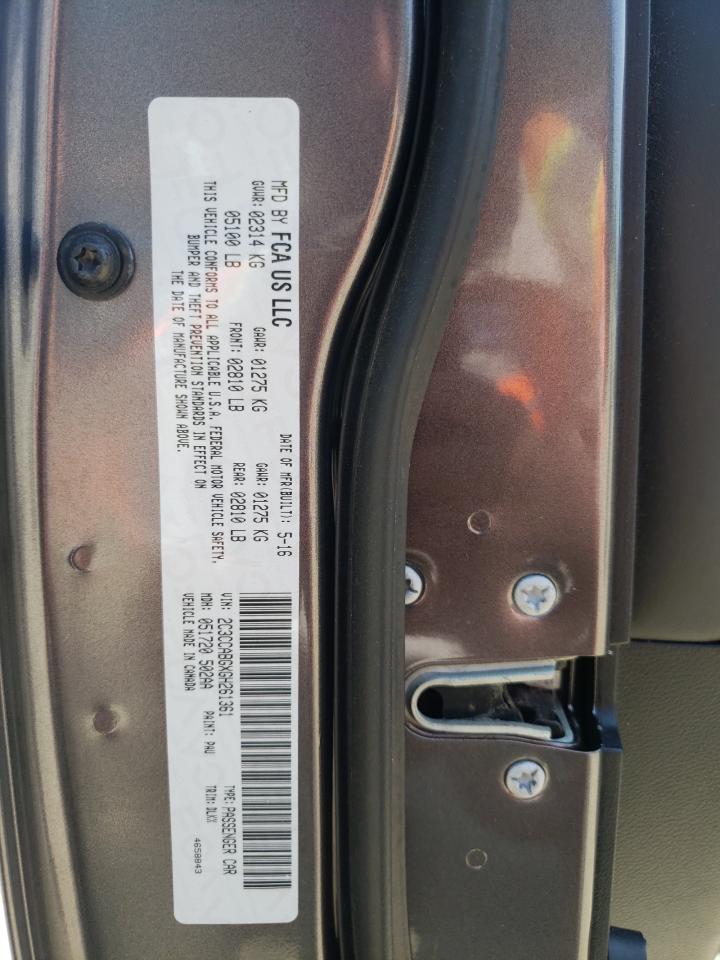 MFD BY FCA US LLC DATE OF MFR(BUILT): 5-16
GVWR: 02314 KG GAWR: 01275 KG GAWR: 01275 KG
05100 LB FRONT: 02810 LB REAR: 02810 LB
THIS VEHICLE CONFORMS TO ALL APPLICABLE U.S.A. FEDERAL MOTOR VEHICLE SAFETY,
BUMPER AND THEFT PREVENTION STANDARDS IN EFFECT ON
THE DATE OF MANUFACTURE SHOWN ABOVE.
VIN: 2C3CCABGXGH261361 TYPE: PASSENGER CAR
MDH: 051720 502AA PAINT: PAU TRIM: DLKX
VEHICLE MADE IN CANADA 4658843